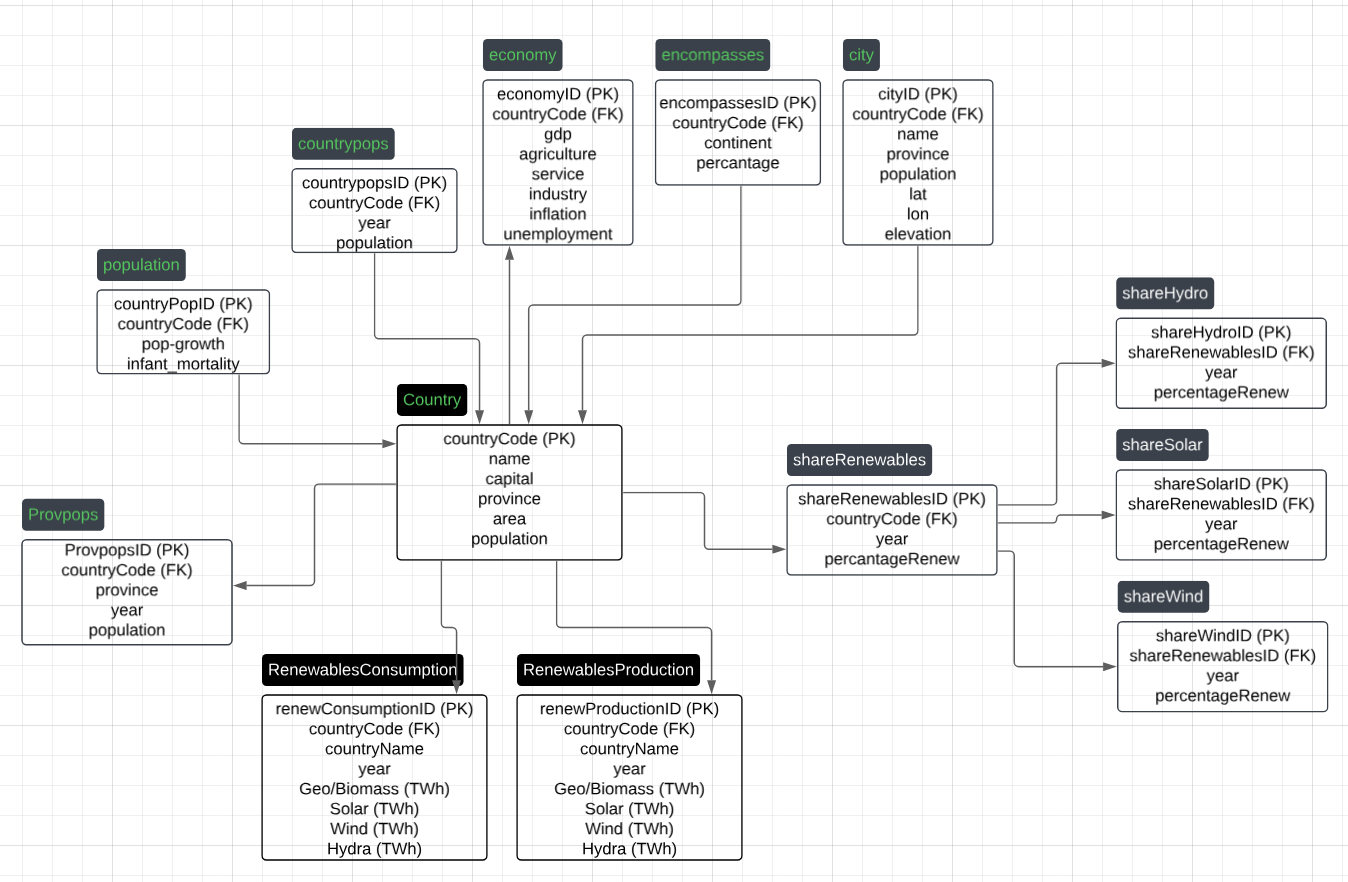 economy
economyID (PK)
countryCode (FK)
gdp
agriculture
service
industry
inflation
unemployment
encompasses
encompassesID (PK)
countryCode (FK)
continent
percantage
city
cityID (PK)
countryCode (FK)
name
province
population
lat
lon
elevation
countrypops
countrypopsID (PK)
countryCode (FK)
year
population
population
countryPopID (PK)
countryCode (FK)
pop-growth
infant_mortality
Country
countryCode (PK)
name
capital
province
area
population
Provpops
ProvpopsID (PK)
countryCode (FK)
province
year
population
shareRenewables
shareRenewablesID (PK)
countryCode (FK)
year
percantageRenew
shareHydro
shareHydroID (PK)
shareRenewablesID (FK)
year
percentageRenew
shareSolar
shareSolarID (PK)
shareRenewablesID (FK)
year
percentageRenew
shareWind
shareWindID (PK)
shareRenewablesID (FK)
year
percentageRenew
RenewablesConsumption
renewConsumptionID (PK)
countryCode (FK)
countryName
year
Geo/Biomass (TWh)
Solar (TWh)
Wind (TWh)
Hydra (TWh)
RenewablesProduction
renewProductionID (PK)
countryCode (FK)
countryName
year
Geo/Biomass (TWh)
Solar (TWh)
Wind (TWh)
Hydra (TWh)